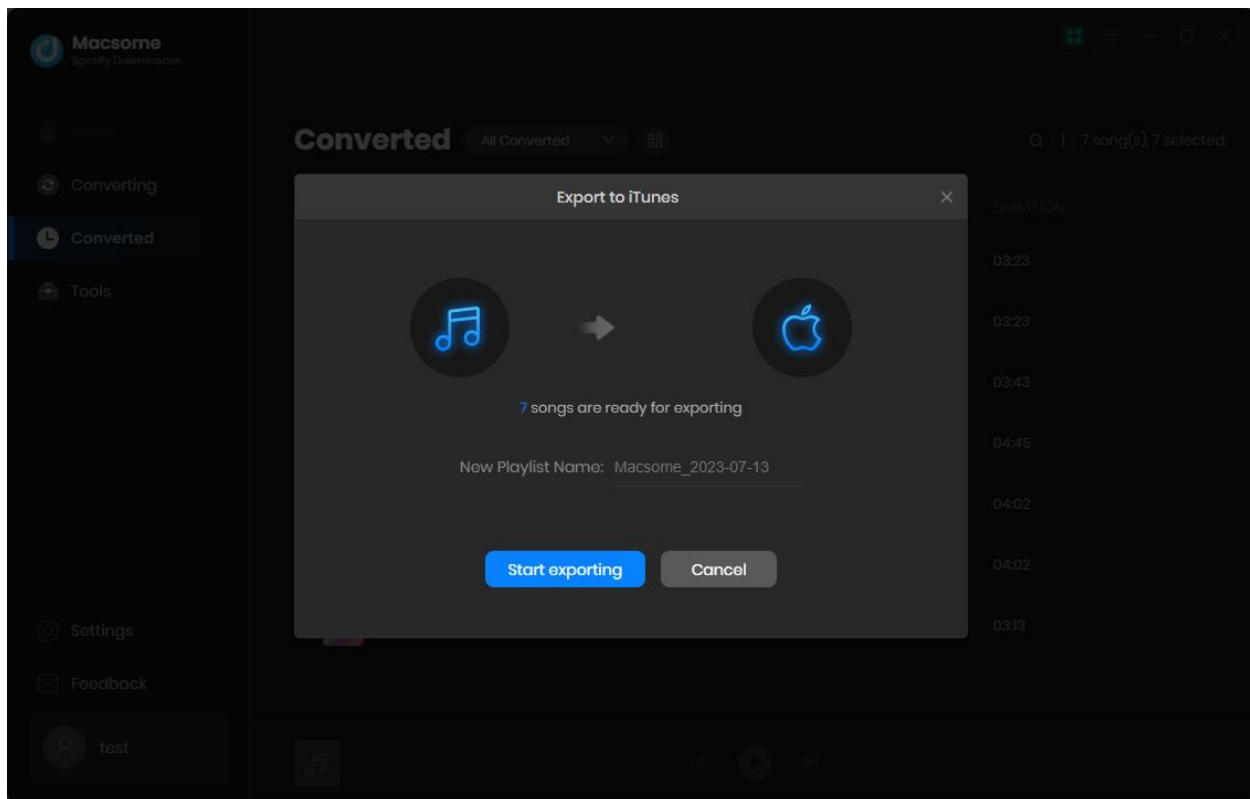 Macsome
Spotify Downloader
Converting
Converted
Tools
Settings
Feedback
test
Converted
All Converted
7 song(s), 7 selected.
DURATION
03:23
03:23
03:43
04:45
04:02
04:02
03:13
Export to iTunes
7 songs are ready for exporting
New Playlist Name: Macsome_2023-07-13
Start exporting
Cancel